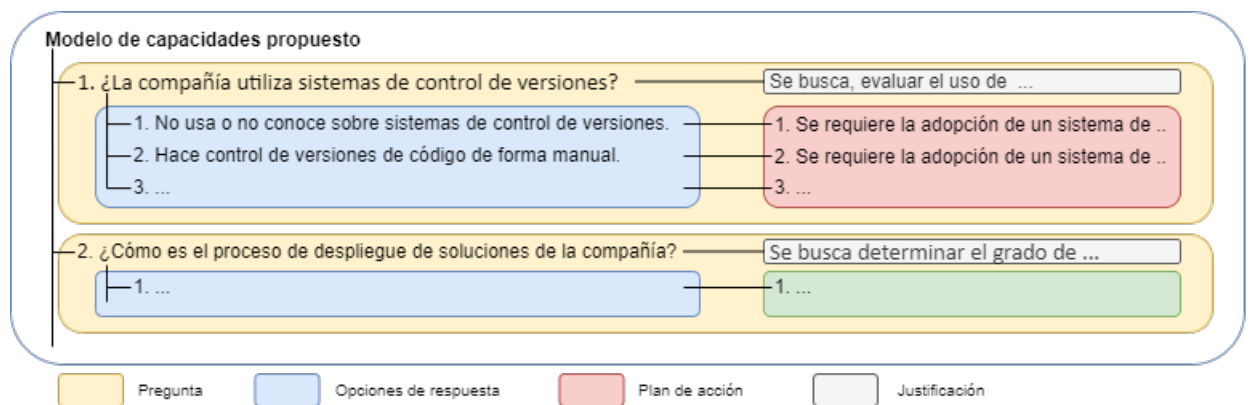 Modelo de capacidades propuesto
1. ¿La compañía utiliza sistemas de control de versiones?
Se busca, evaluar el uso de ...
1. No usa o no conoce sobre sistemas de control de versiones.
1. Se requiere la adopción de un sistema de ..
2. Hace control de versiones de código de forma manual.
2. Se requiere la adopción de un sistema de ..
3. ...
3. ...
2. ¿Cómo es el proceso de despliegue de soluciones de la compañía?
Se busca determinar el grado de ...
1. ...
1. ...
Pregunta
Opciones de respuesta
Plan de acción
Justificación